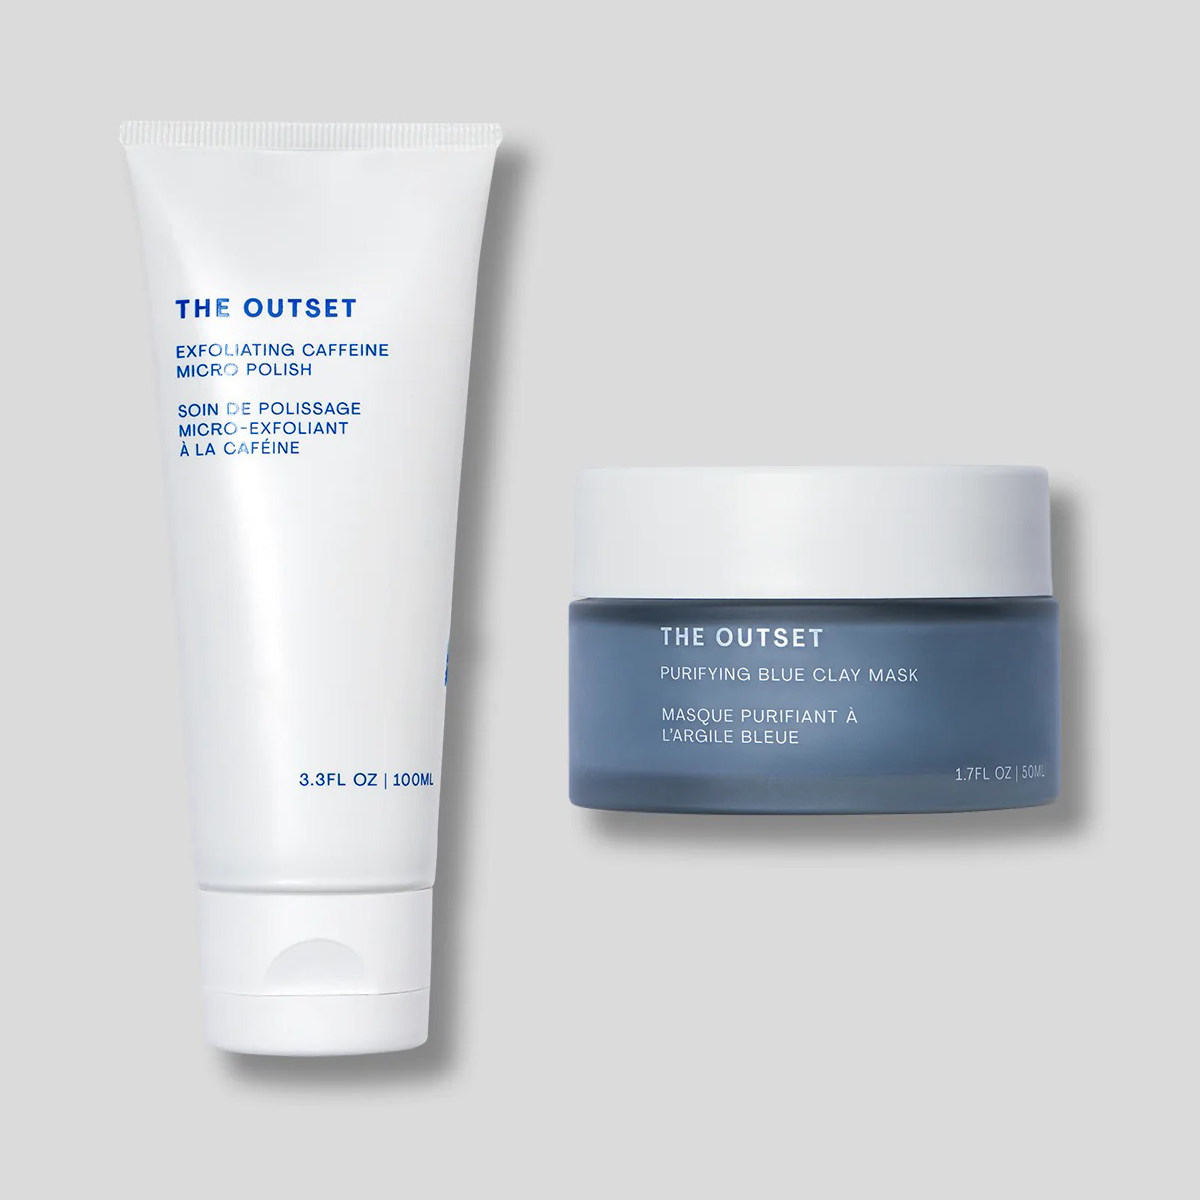 THE OUTSET
EXFOLIATING CAFFEINE
MICRO POLISH
SOIN DE POLISSAGE
MICRO-EXFOLIANT
À LA CAFÉINE
3.3FL OZ | 100ML
THE OUTSET
PURIFYING BLUE CLAY MASK
MASQUE PURIFIANT À
L'ARGILE BLEUE
1.7FL OZ | 50ML